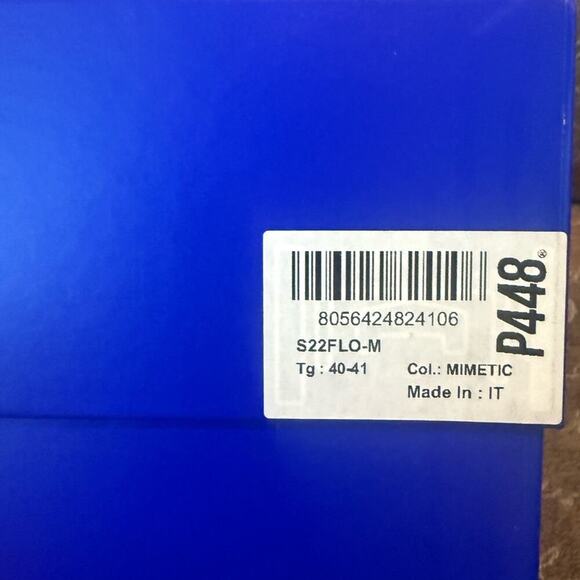 8056424824106
S22FLO-M
Tg : 40-41 Col.: MIMETIC
Made In : IT
P448®